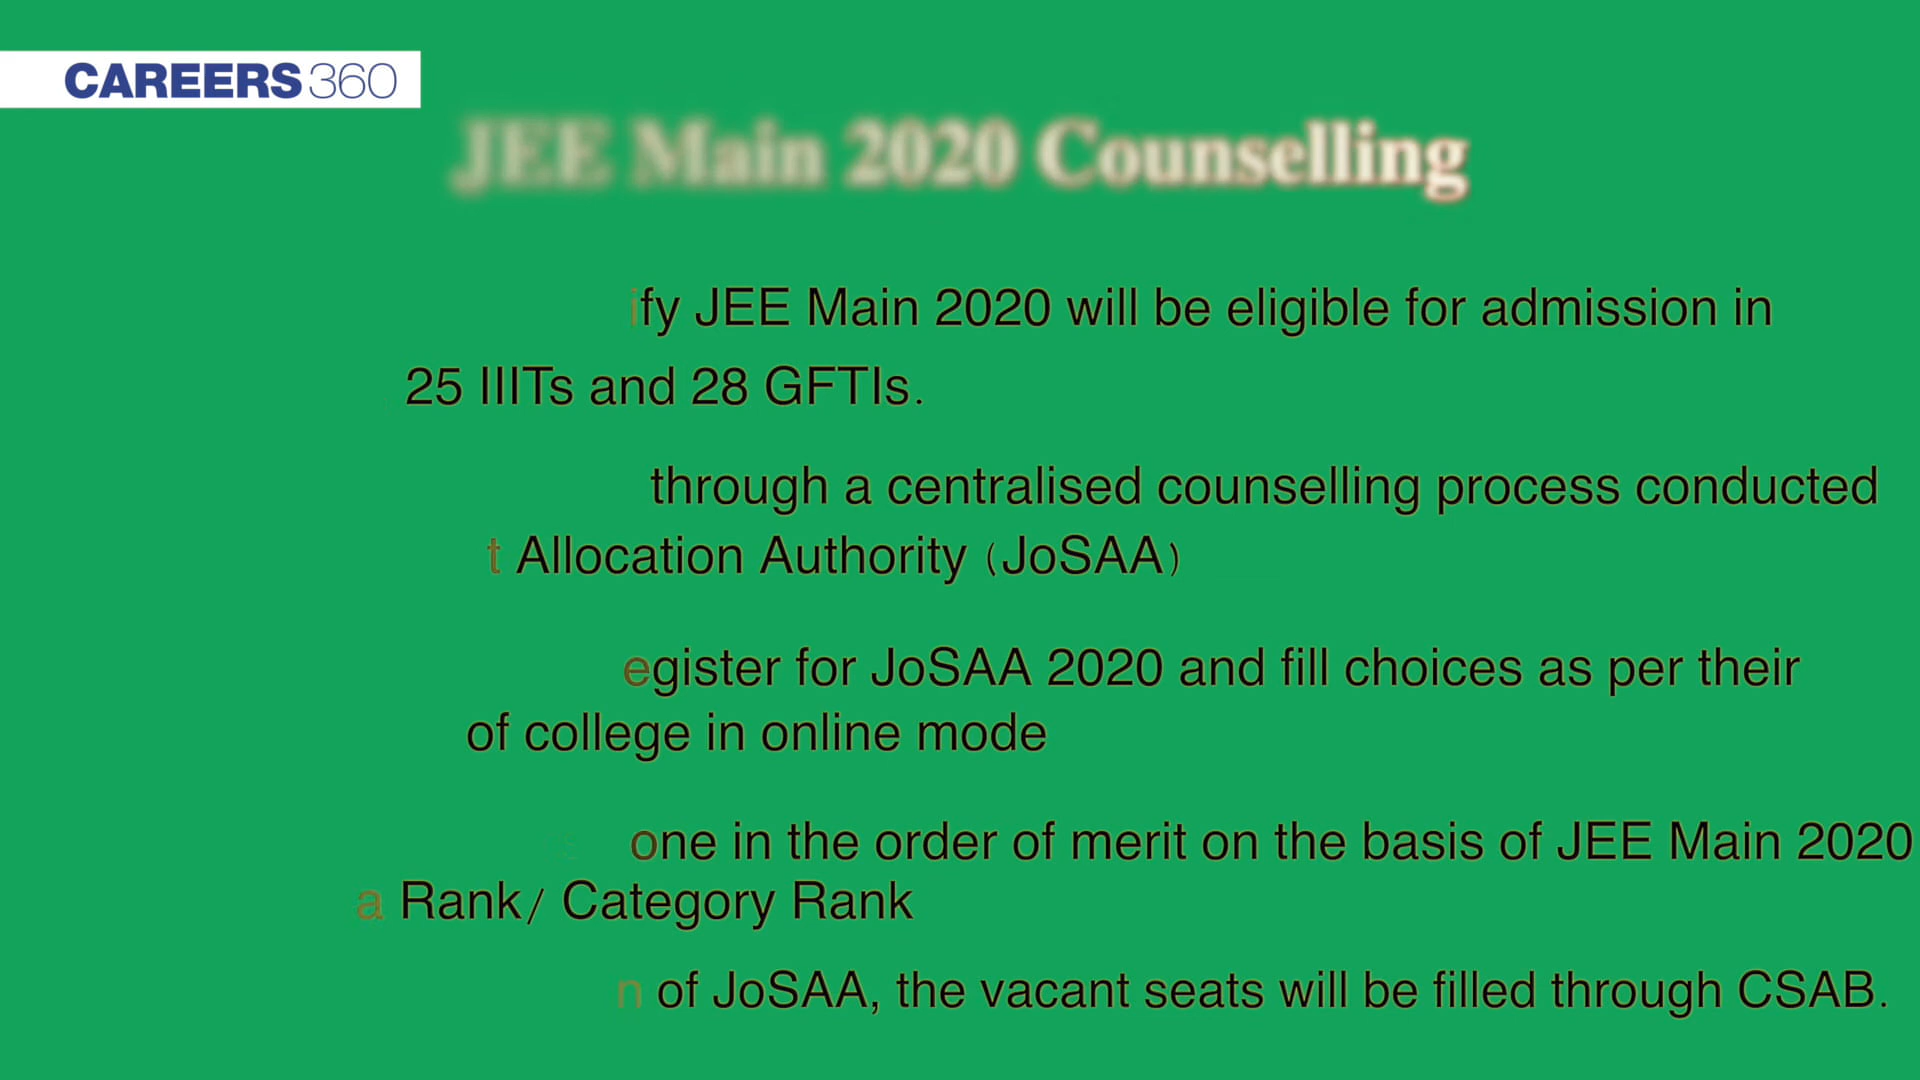 CAREERS360
JEE Main 2020 Counselling
ify JEE Main 2020 will be eligible for admission in
25 IIITs and 28 GFTIs.
through a centralised counselling process conducted
t Allocation Authority (JoSAA)
egister for JoSAA 2020 and fill choices as per their
of college in online mode
one in the order of merit on the basis of JEE Main 2020
a Rank/ Category Rank
n of JoSAA, the vacant seats will be filled through CSAB.